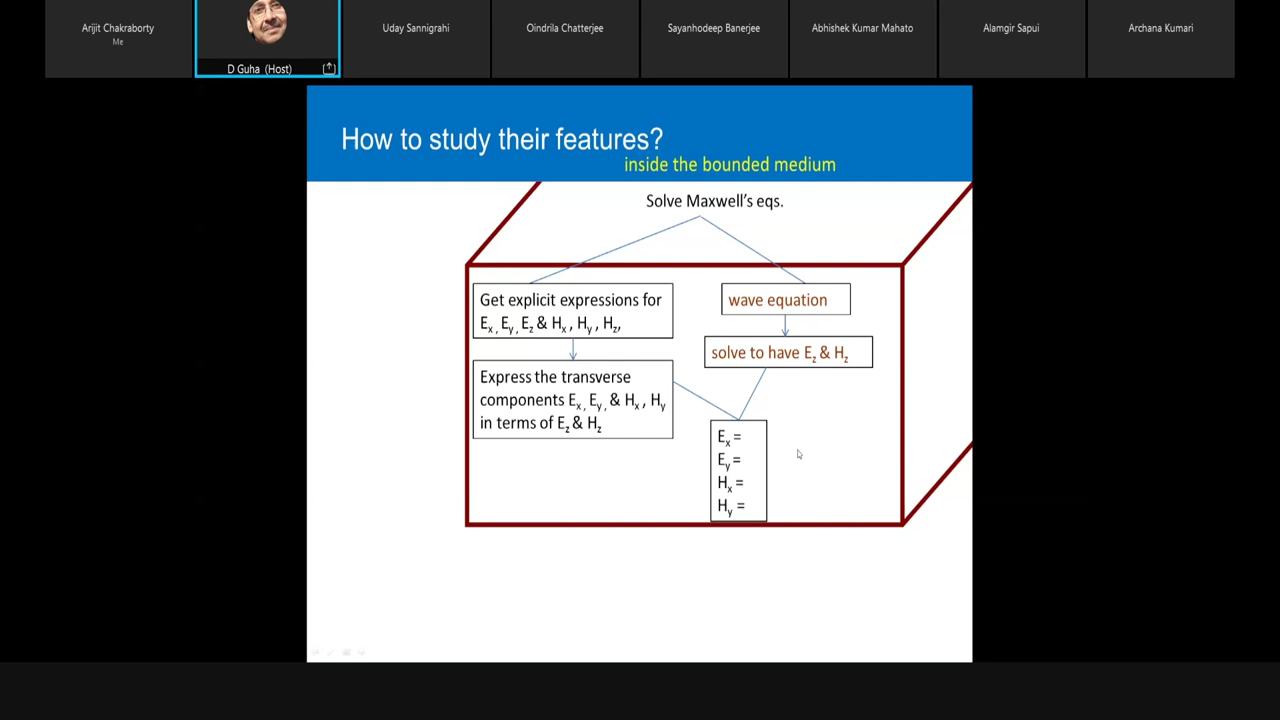 Arijit Chakraborty
Me
D Guha (Host)
Uday Sannigrahi
Oindrila Chatterjee
Sayanhodeep Banerjee
Abhishek Kumar Mahato
Alamgir Sapui
Archana Kumari
How to study their features?
inside the bounded medium
Solve Maxwell's eqs.
Get explicit expressions for
Ex, Ey, Ez & Hx, Hy, Hz,
wave equation
solve to have Ez & Hz
Express the transverse
components Ex, Ey, & Hx, Hy
in terms of Ez & Hz
Ex =
Ey =
Hx =
Hy =